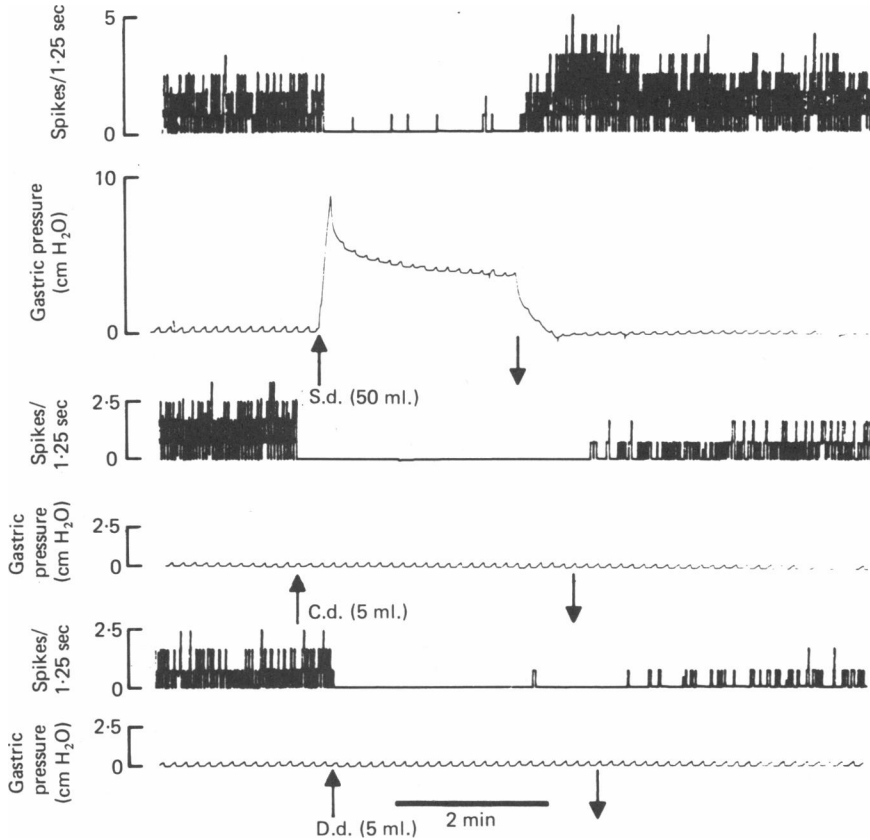 Spikes/1·25 sec
5
0
Gastric pressure
(cm H₂O)
10
0
S.d. (50 ml.)
Spikes/
1·25 sec
2·5
0
Gastric
pressure
(cm H₂O)
2·5
0
C.d. (5 ml.)
Spikes/
1·25 sec
2·5
0
Gastric
pressure
(cm H₂O)
2·5
0
D.d. (5 ml.)
2 min